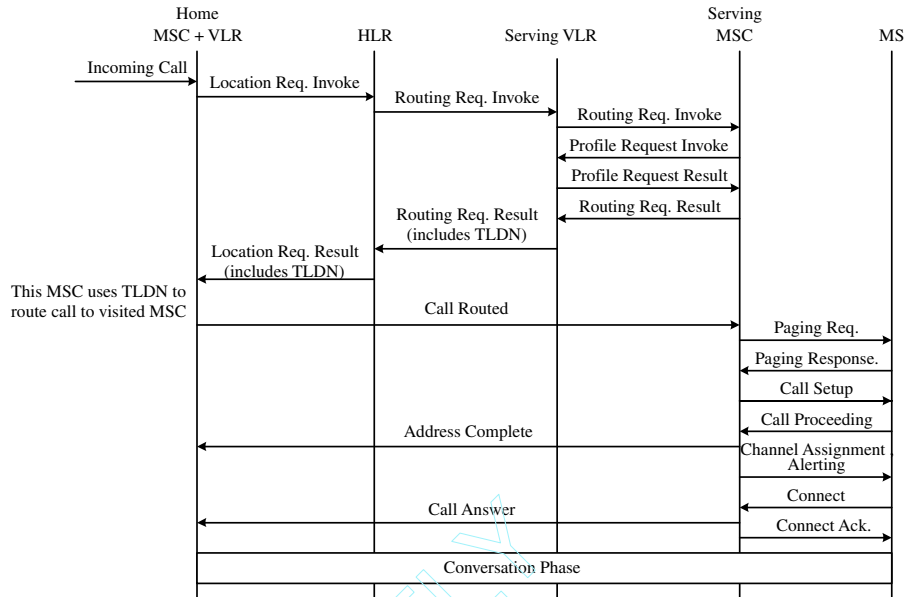 Home
MSC + VLR
HLR
Serving VLR
Serving
MSC
MS
Incoming Call
Location Req. Invoke
Routing Req. Invoke
Routing Req. Invoke
Profile Request Invoke
Profile Request Result
Routing Req. Result
Routing Req. Result
(includes TLDN)
Location Req. Result
(includes TLDN)
This MSC uses TLDN to
route call to visited MSC
Call Routed
Paging Req.
Paging Response.
Call Setup
Call Proceeding
Address Complete
Channel Assignment ,
Alerting
Connect
Call Answer
Connect Ack.
Conversation Phase